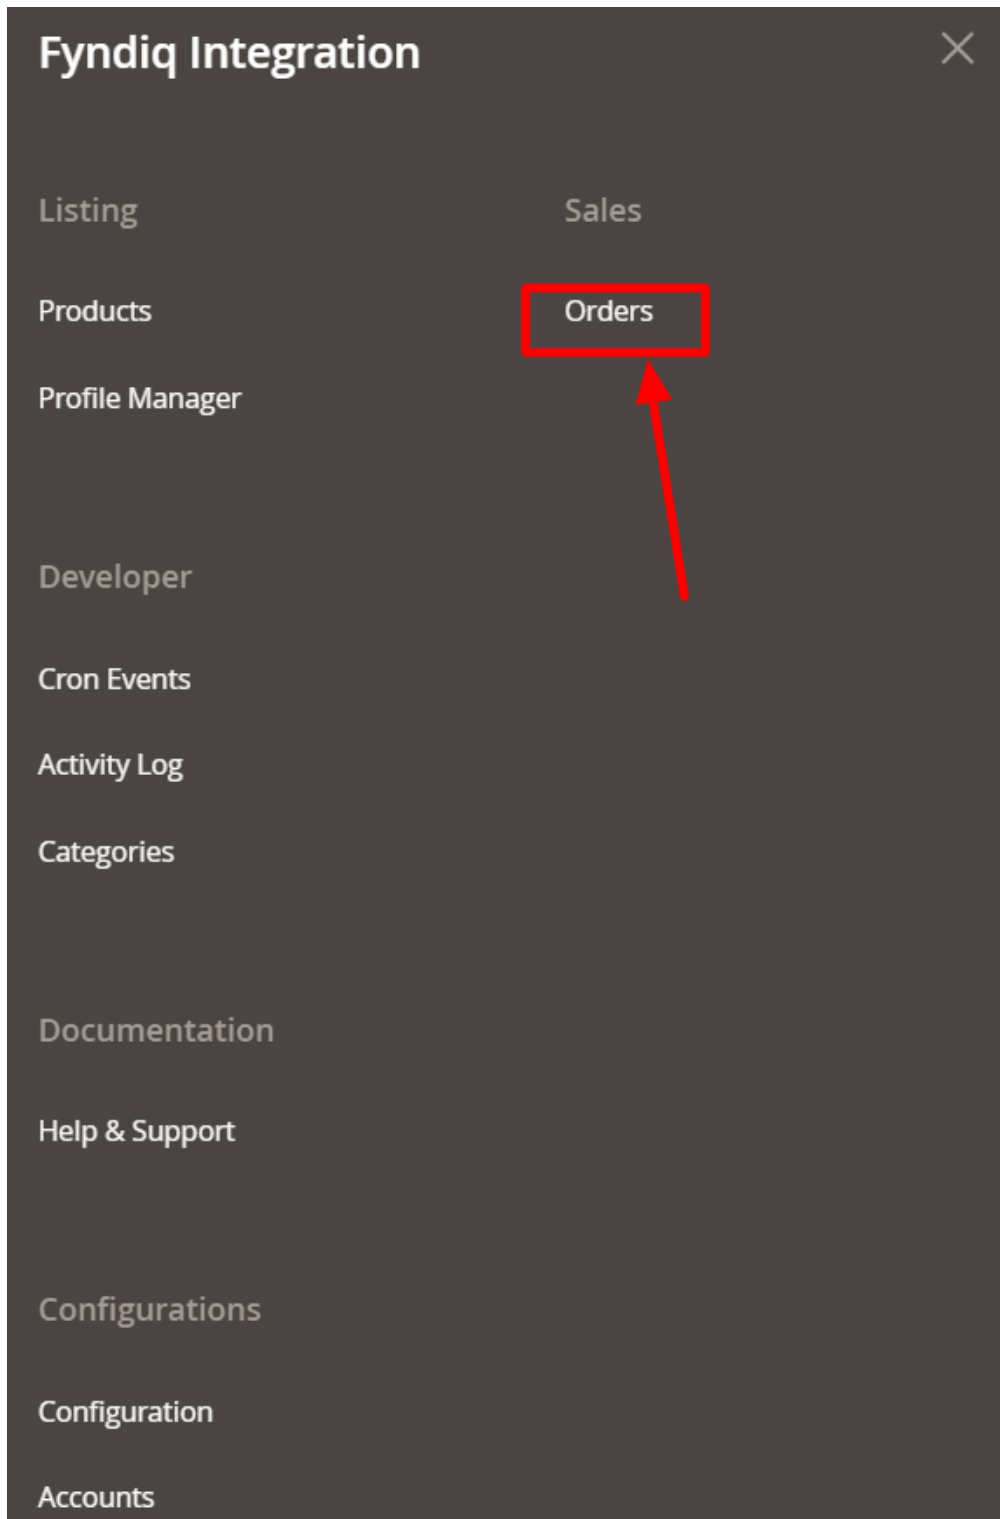 Fyndiq Integration
Listing
Products
Profile Manager
Sales
Orders
Developer
Cron Events
Activity Log
Categories
Documentation
Help & Support
Configurations
Configuration
Accounts